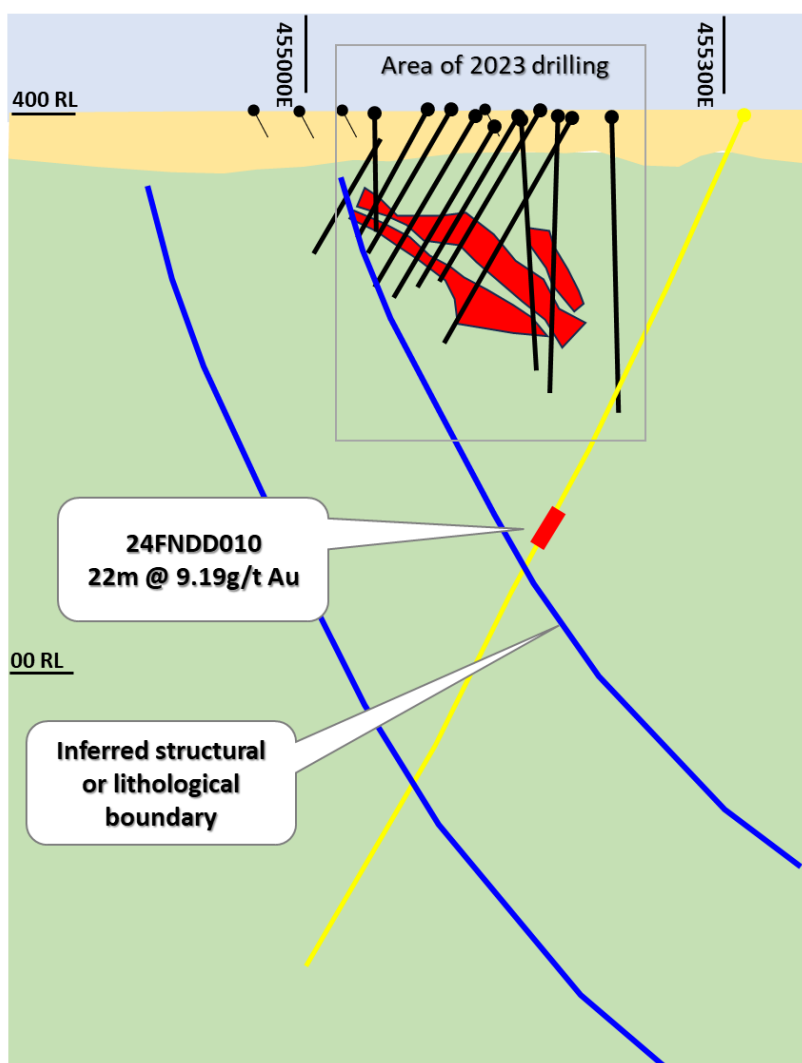 455000E
455300E
Area of 2023 drilling
400 RL
24FNDD010
22m @ 9.19g/t Au
00 RL
Inferred structural
or lithological
boundary